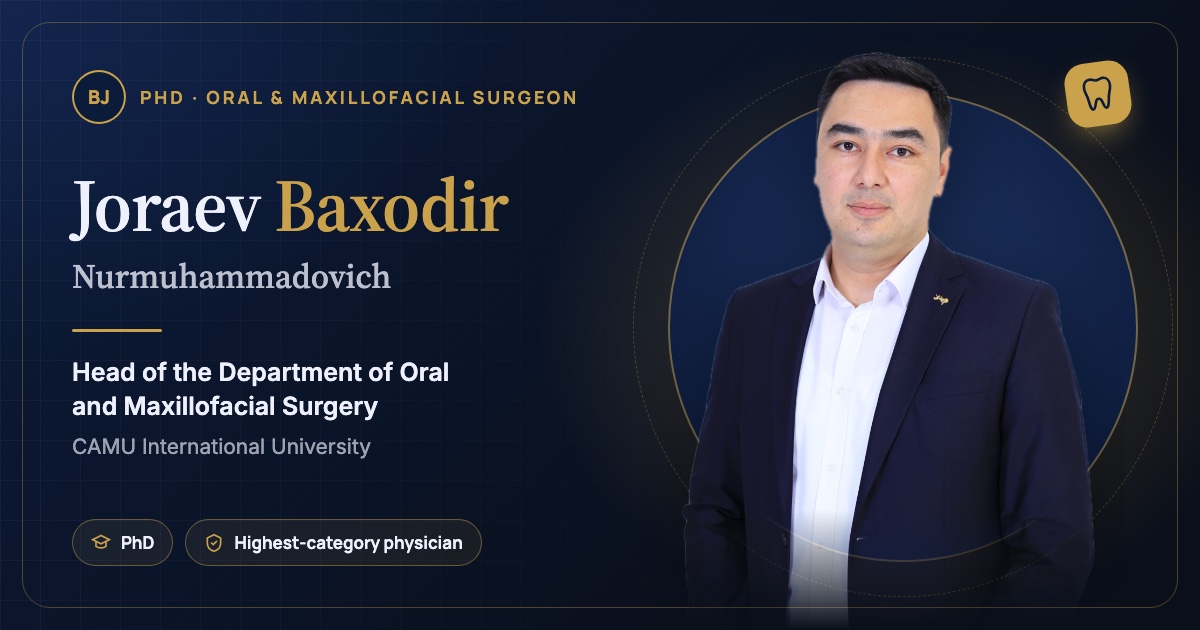 BJ
PHD · ORAL & MAXILLOFACIAL SURGEON
Joraev Baxodir
Nurmuhammadovich
Head of the Department of Oral
and Maxillofacial Surgery
CAMU International University
PhD
Highest-category physician